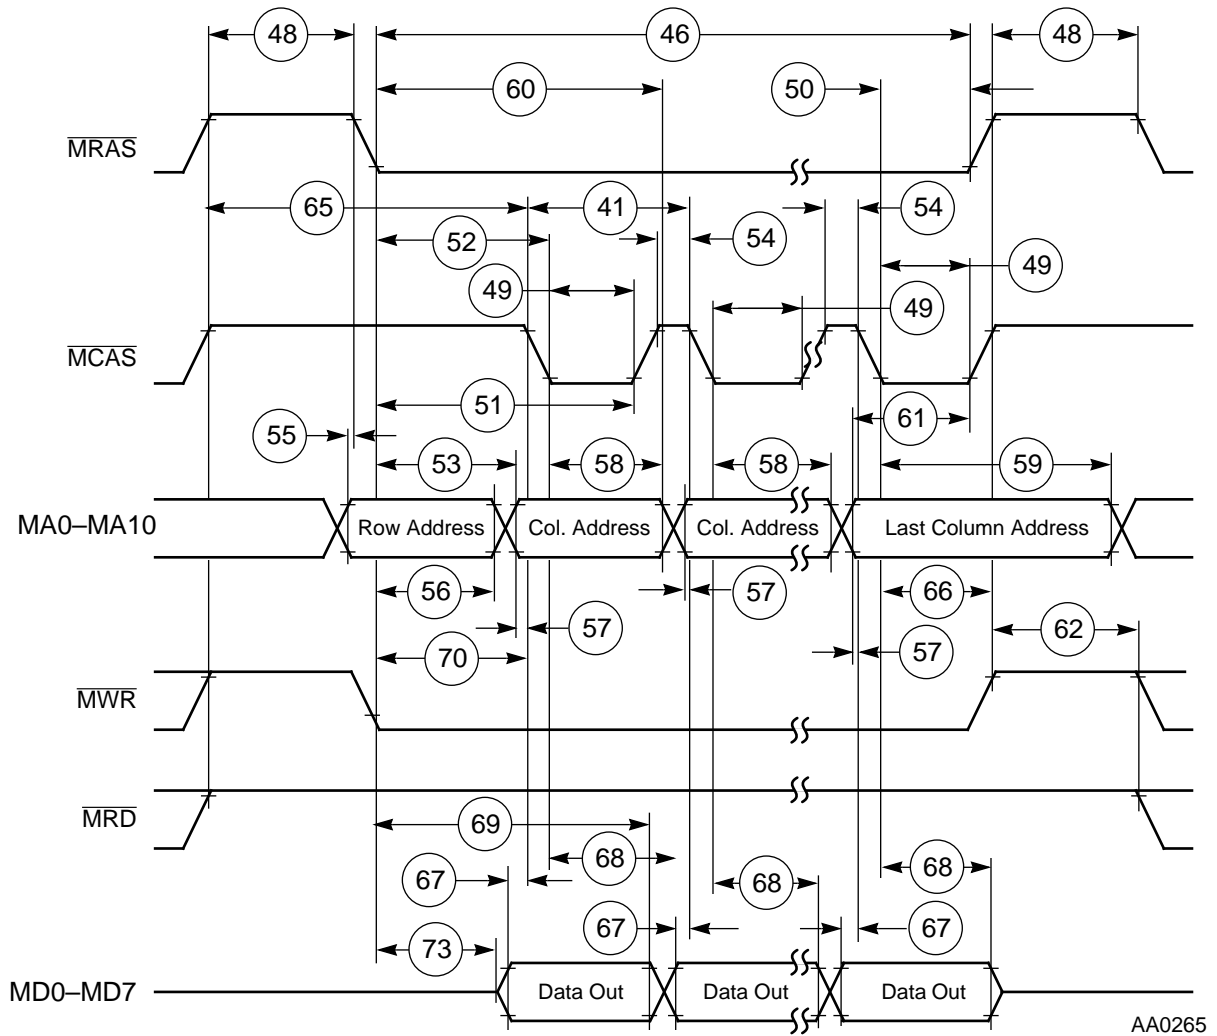 48 46 48
60 50
MRAS
65 41 54
52 54
49 49
49
MCAS
51 61
55
53 58 58 59
MA0–MA10 Row Address Col. Address Col. Address Last Column Address
56 57 66
57 62
70 57
MWR
MRD
69
68 68
67 68
67 67
73
MD0–MD7 Data Out Data Out Data Out
AA0265